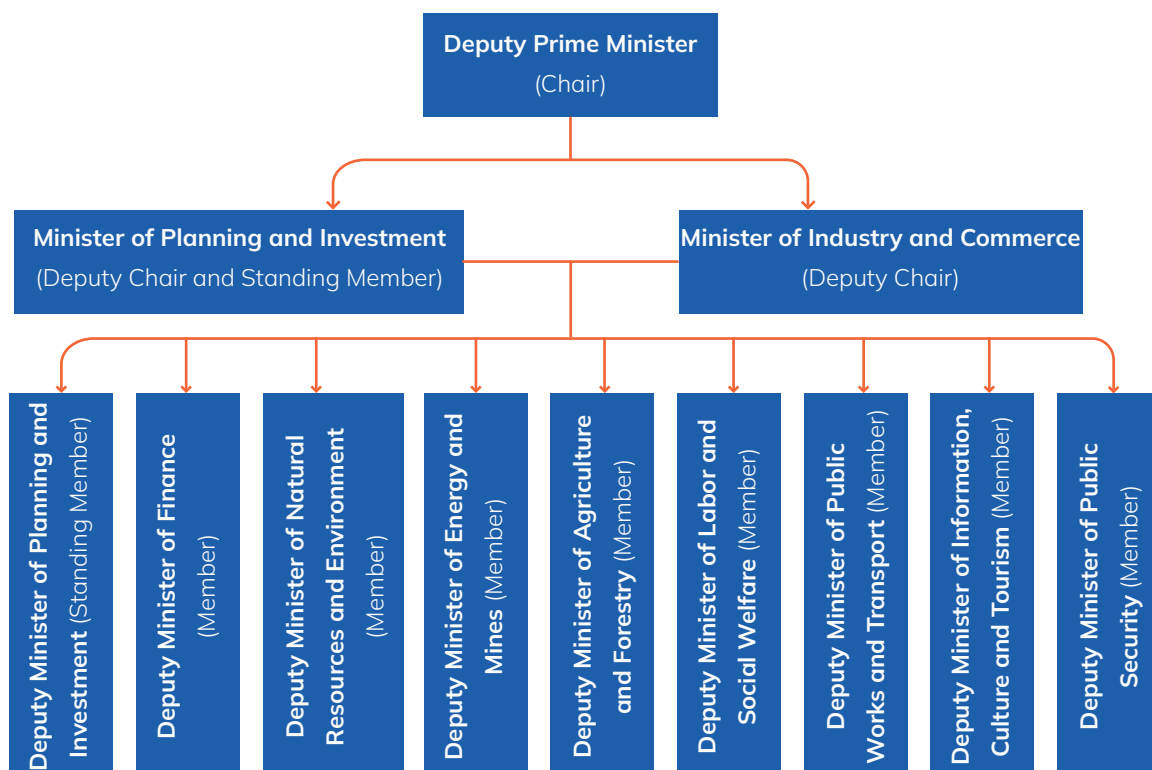 Deputy Prime Minister
(Chair)
Minister of Planning and Investment
(Deputy Chair and Standing Member)
Minister of Industry and Commerce
(Deputy Chair)
Deputy Minister of Planning and
Investment (Standing Member)
Deputy Minister of Finance
(Member)
Deputy Minister of Natural
Resources and Environment
(Member)
Deputy Minister of Energy and
Mines (Member)
Deputy Minister of Agriculture
and Forestry (Member)
Deputy Minister of Labor and
Social Welfare (Member)
Deputy Minister of Public
Works and Transport (Member)
Deputy Minister of Information,
Culture and Tourism (Member)
Deputy Minister of Public
Security (Member)